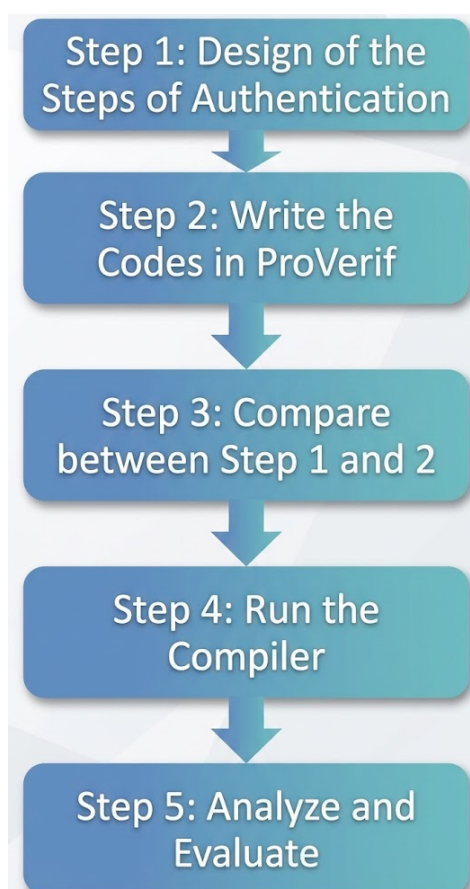 Step 1: Design of the
Steps of Authentication
Step 2: Write the
Codes in ProVerif
Step 3: Compare
between Step 1 and 2
Step 4: Run the
Compiler
Step 5: Analyze and
Evaluate